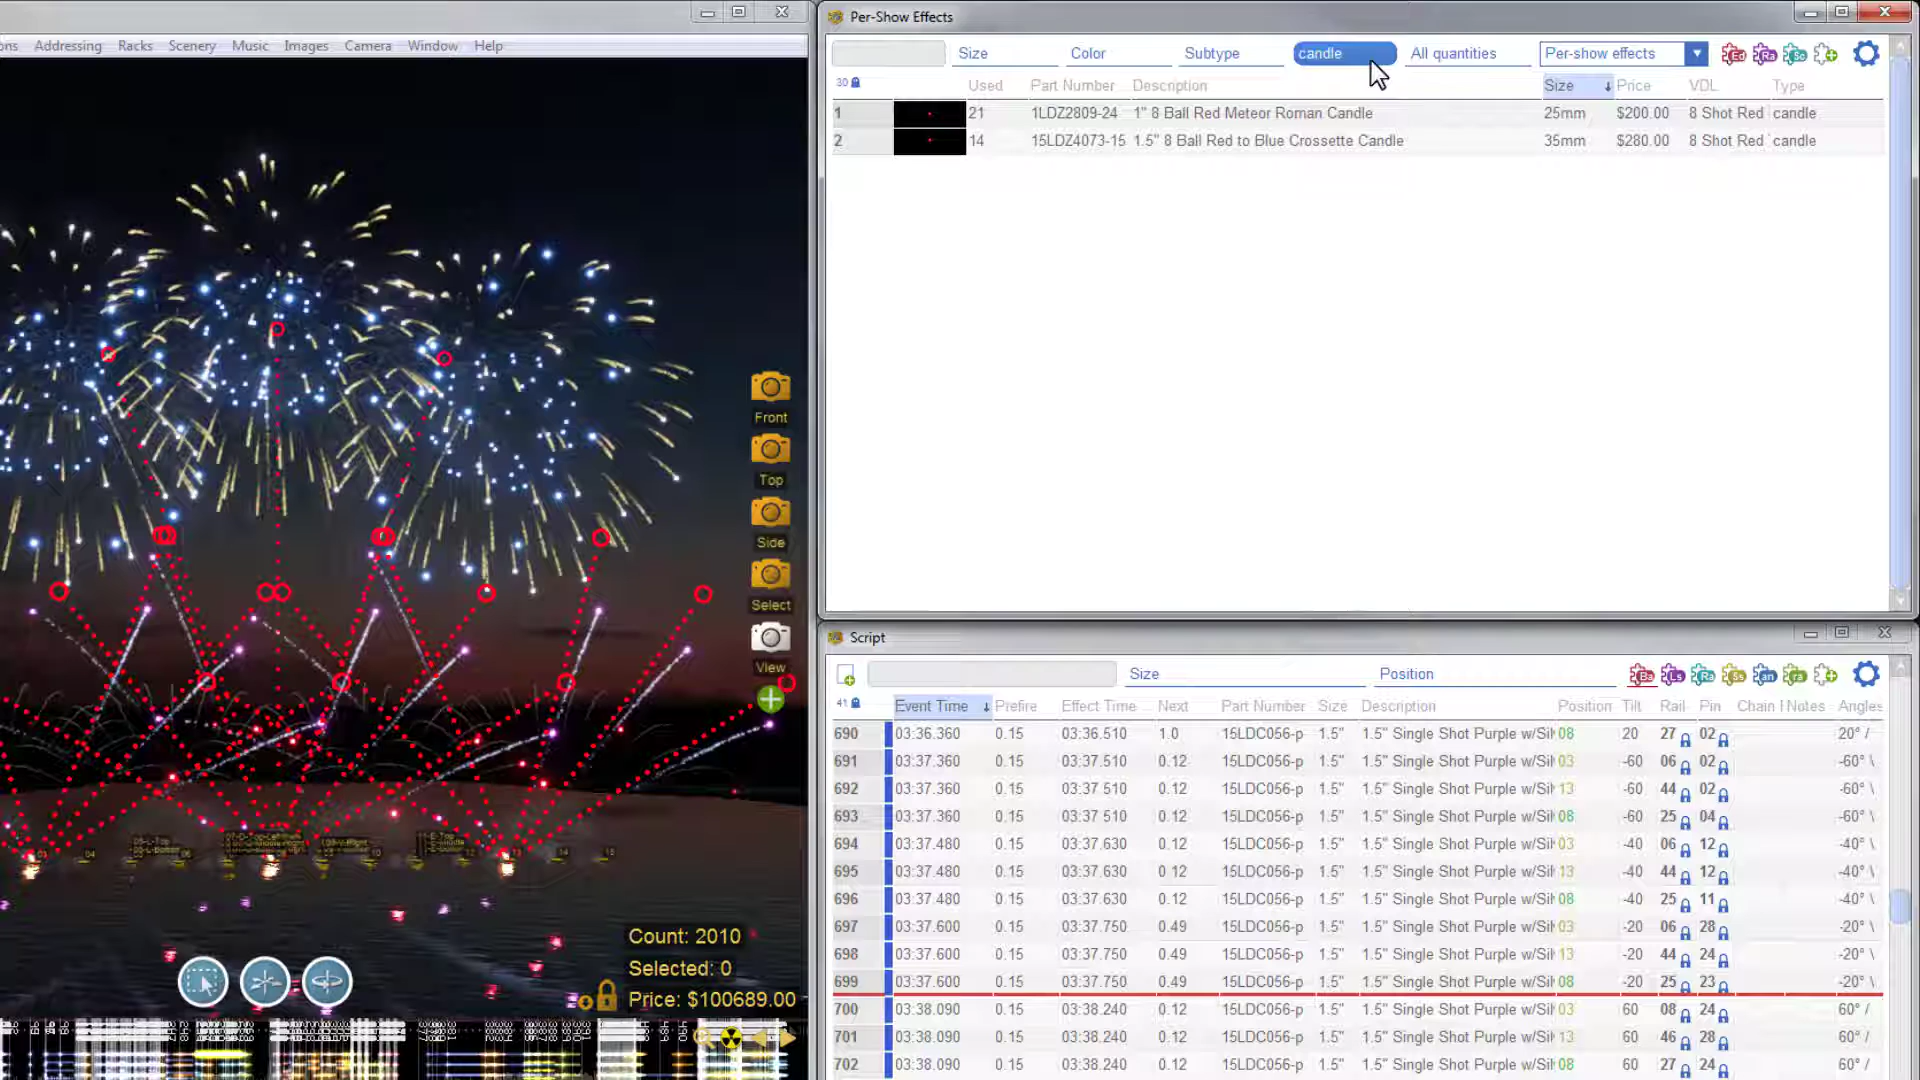 ons Addressing Racks Scenery Music Images Camera Window Help
Front
Top
Side
Select
View
04 06 10 12 13 14 15
Count: 2010
Selected: 0
Price: $100689.00
Per-Show Effects
Size Color Subtype candle All quantities Per-show effects Ed Ra Sc
30 Used Part Number Description Size Price VDL Type
1 21 1LDZ2809-24 1" 8 Ball Red Meteor Roman Candle 25mm $200.00 8 Shot Red candle
2 14 15LDZ4073-15 1.5" 8 Ball Red to Blue Crossette Candle 35mm $280.00 8 Shot Red candle
Script
Size Position Ba Ls Ra Ss an ra
41 Event Time Prefire Effect Time Next Part Number Size Description Position Tilt Rail Pin Chain Notes Angles
690 03:36.360 0.15 03:36.510 1.0 15LDC056-p 1.5" 1.5" Single Shot Purple w/Sil 08 20 27 02 20° /
691 03:37.360 0.15 03:37.510 0.12 15LDC056-p 1.5" 1.5" Single Shot Purple w/Sil 03 -60 06 02 -60° \
692 03:37.360 0.15 03:37.510 0.12 15LDC056-p 1.5" 1.5" Single Shot Purple w/Sil 13 -60 44 02 -60° \
693 03:37.360 0.15 03:37.510 0.12 15LDC056-p 1.5" 1.5" Single Shot Purple w/Sil 08 -60 25 04 -60° \
694 03:37.480 0.15 03:37.630 0.12 15LDC056-p 1.5" 1.5" Single Shot Purple w/Sil 03 -40 06 12 -40° \
695 03:37.480 0.15 03:37.630 0.12 15LDC056-p 1.5" 1.5" Single Shot Purple w/Sil 13 -40 44 12 -40° \
696 03:37.480 0.15 03:37.630 0.12 15LDC056-p 1.5" 1.5" Single Shot Purple w/Sil 08 -40 25 11 -40° \
697 03:37.600 0.15 03:37.750 0.49 15LDC056-p 1.5" 1.5" Single Shot Purple w/Sil 03 -20 06 28 -20° \
698 03:37.600 0.15 03:37.750 0.49 15LDC056-p 1.5" 1.5" Single Shot Purple w/Sil 13 -20 44 24 -20° \
699 03:37.600 0.15 03:37.750 0.49 15LDC056-p 1.5" 1.5" Single Shot Purple w/Sil 08 -20 25 23 -20° \
700 03:38.090 0.15 03:38.240 0.12 15LDC056-p 1.5" 1.5" Single Shot Purple w/Sil 03 60 08 24 60° /
701 03:38.090 0.15 03:38.240 0.12 15LDC056-p 1.5" 1.5" Single Shot Purple w/Sil 13 60 46 28 60° /
702 03:38.090 0.15 03:38.240 0.12 15LDC056-p 1.5" 1.5" Single Shot Purple w/Sil 08 60 27 24 60° /